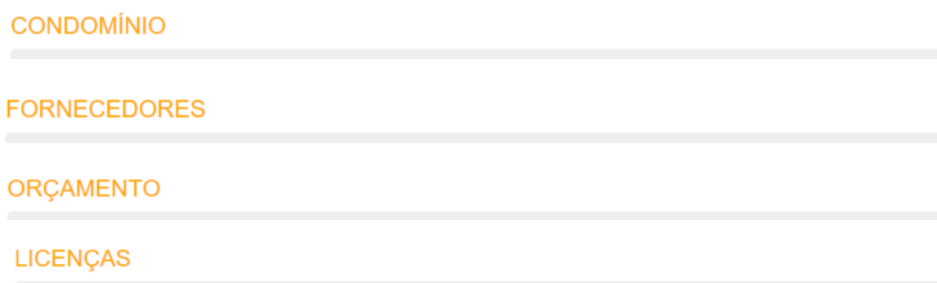 CONDOMÍNIO
FORNECEDORES
ORÇAMENTO
LICENÇAS